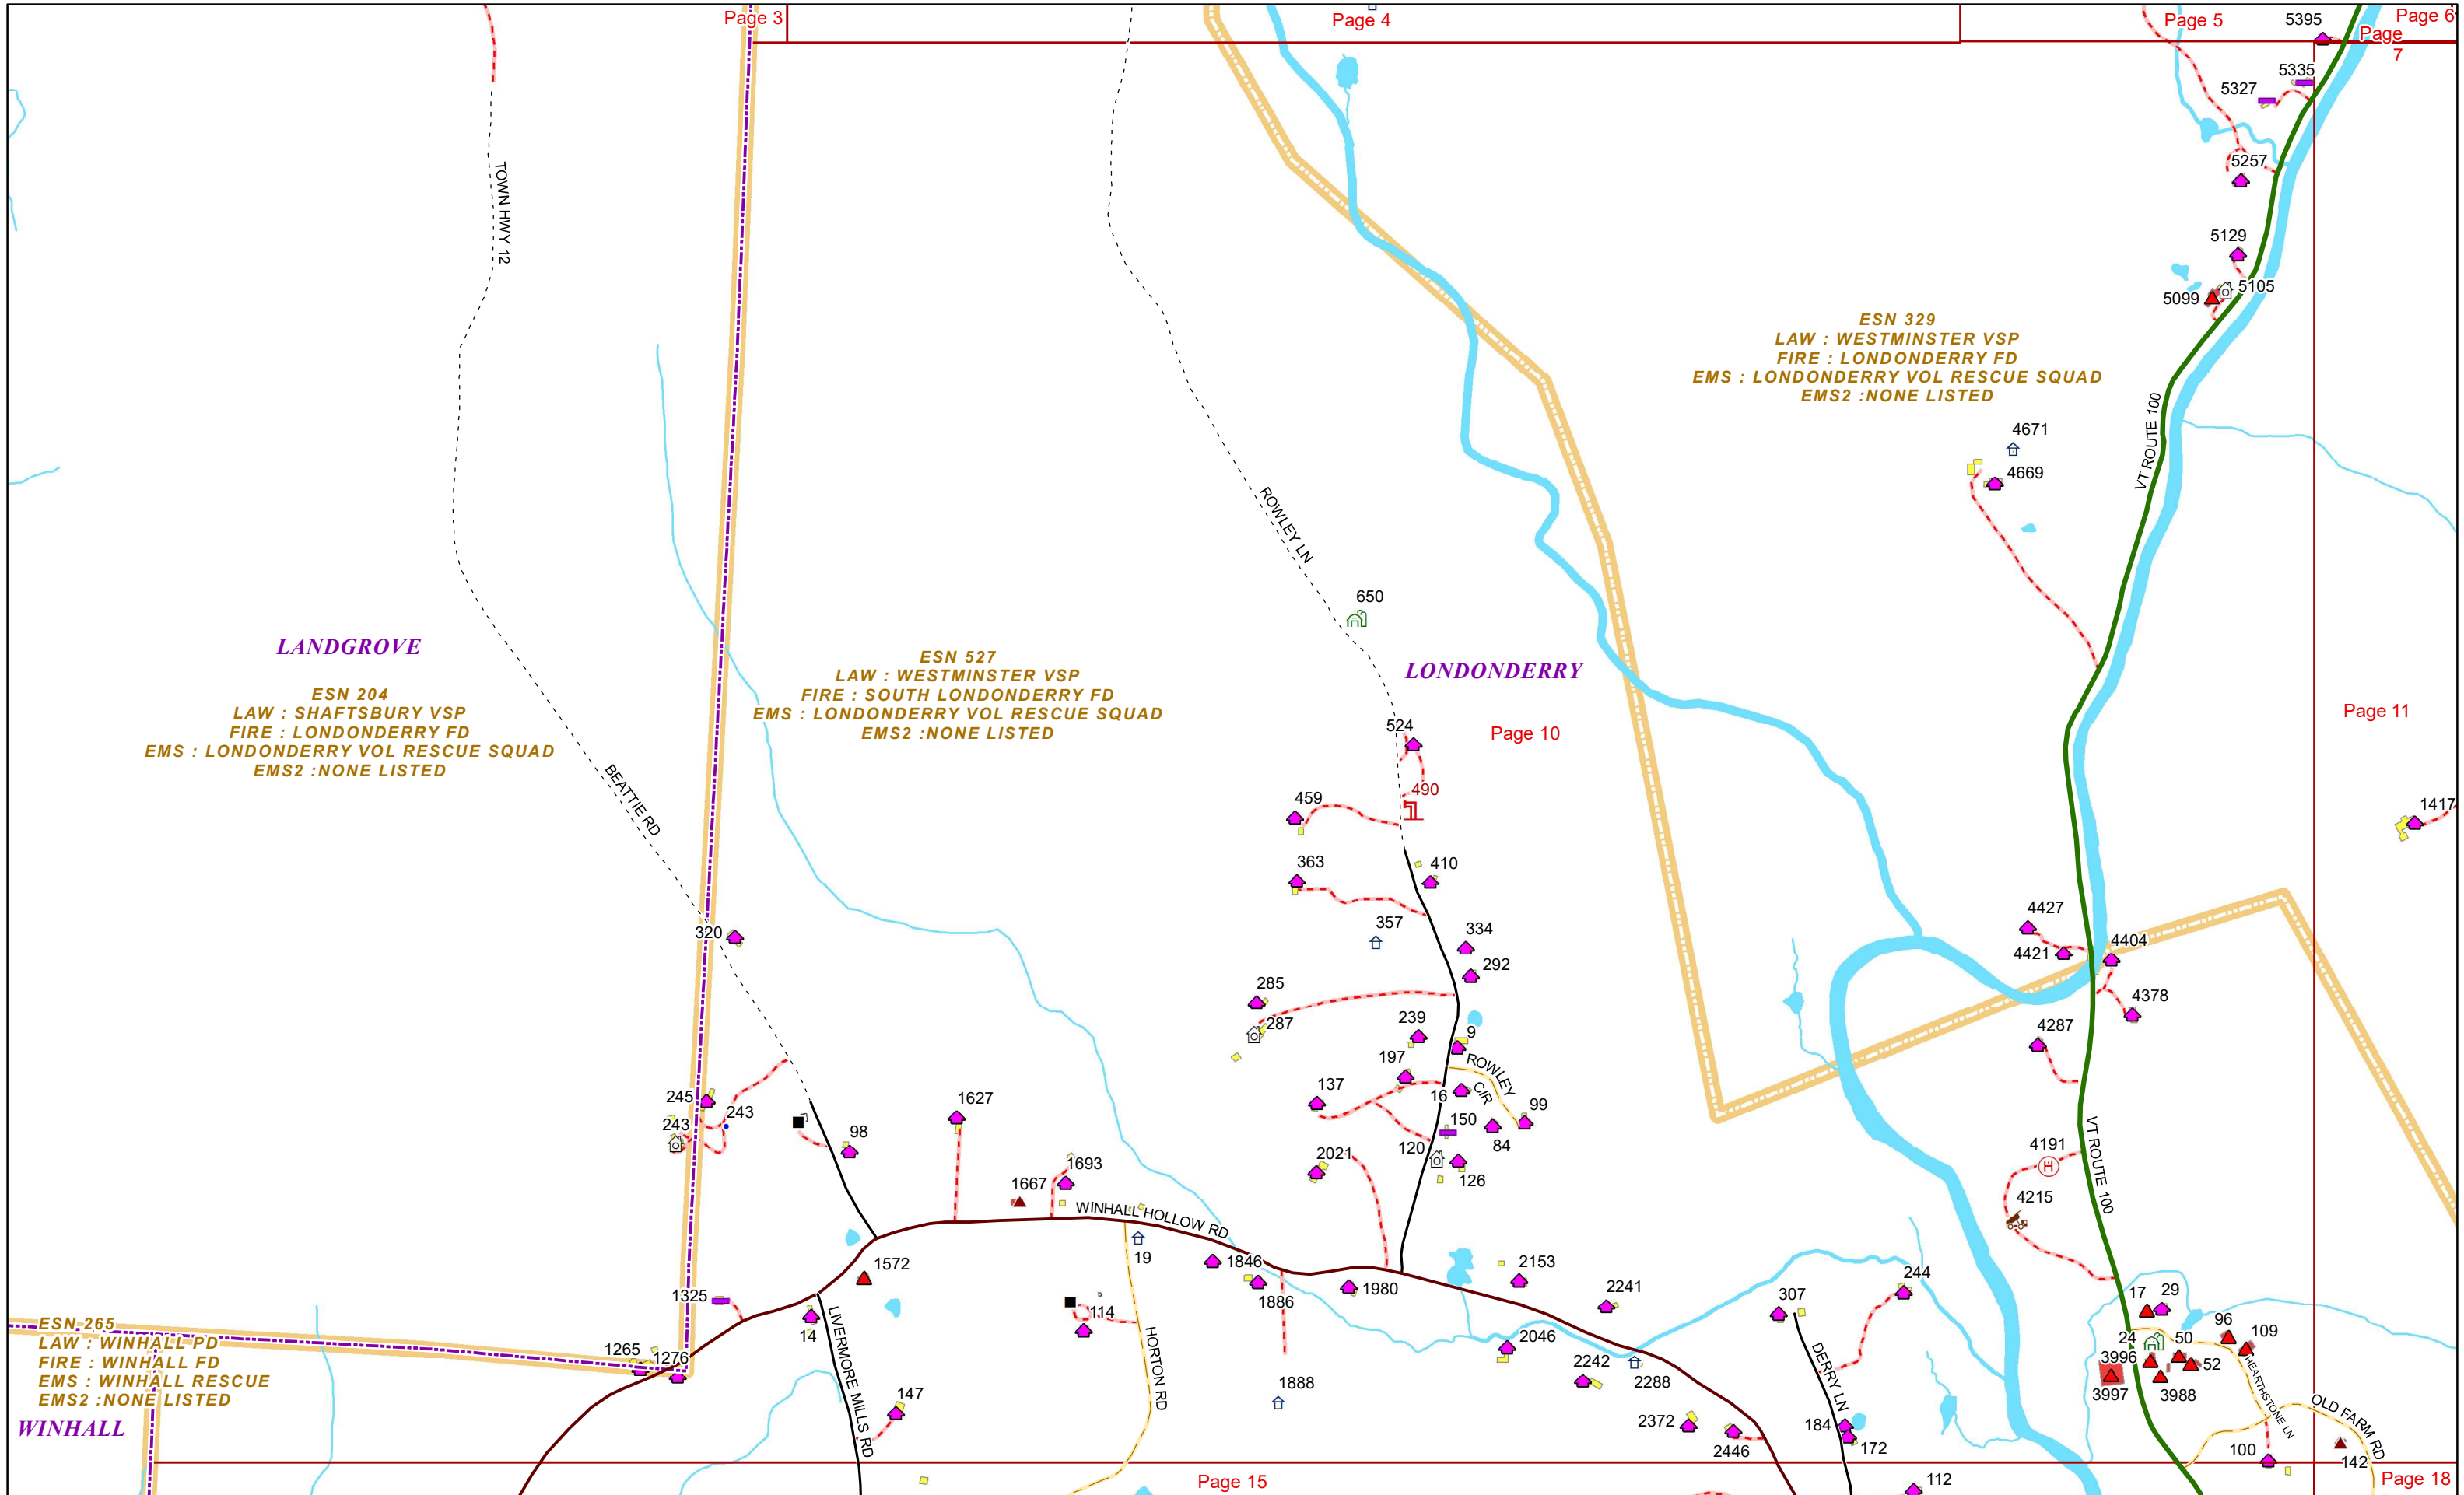 Page 3
Page 4
Page 5
5395
Page 6
Page
7
5335
5327
5257
TOWN HWY 12
5129
5105
5099
ESN 329
LAW : WESTMINSTER VSP
FIRE : LONDONDERRY FD
EMS : LONDONDERRY VOL RESCUE SQUAD
EMS2 :NONE LISTED
VT ROUTE 100
4671
4669
ROWLEY LN
650
LANDGROVE
ESN 204
LAW : SHAFTSBURY VSP
FIRE : LONDONDERRY FD
EMS : LONDONDERRY VOL RESCUE SQUAD
EMS2 :NONE LISTED
ESN 527
LAW : WESTMINSTER VSP
FIRE : SOUTH LONDONDERRY FD
EMS : LONDONDERRY VOL RESCUE SQUAD
EMS2 :NONE LISTED
LONDONDERRY
Page 10
Page 11
524
BEATTIE RD
490
459
1417
363
410
357
334
320
292
4427
4421
4404
4378
285
287
239
9
4287
197
ROWLEY
CIR
137
16
99
245
243
243
1627
150
84
98
120
126
2021
4191
VT ROUTE 100
4215
1693
1667
WINHALL HOLLOW RD
19
1846
1572
2153
1325
114
1886
1980
2241
307
244
17
29
14
LIVERMORE MILLS RD
HORTON RD
2046
96
109
24
50
52
3996
3997
3988
ESN 265
LAW : WINHALL PD
FIRE : WINHALL FD
EMS : WINHALL RESCUE
EMS2 :NONE LISTED
WINHALL
1265
1276
2242
2288
DERRY LN
HEARTHSTONE LN
OLD FARM RD
1888
147
2372
2446
184
172
100
142
Page 15
112
Page 18